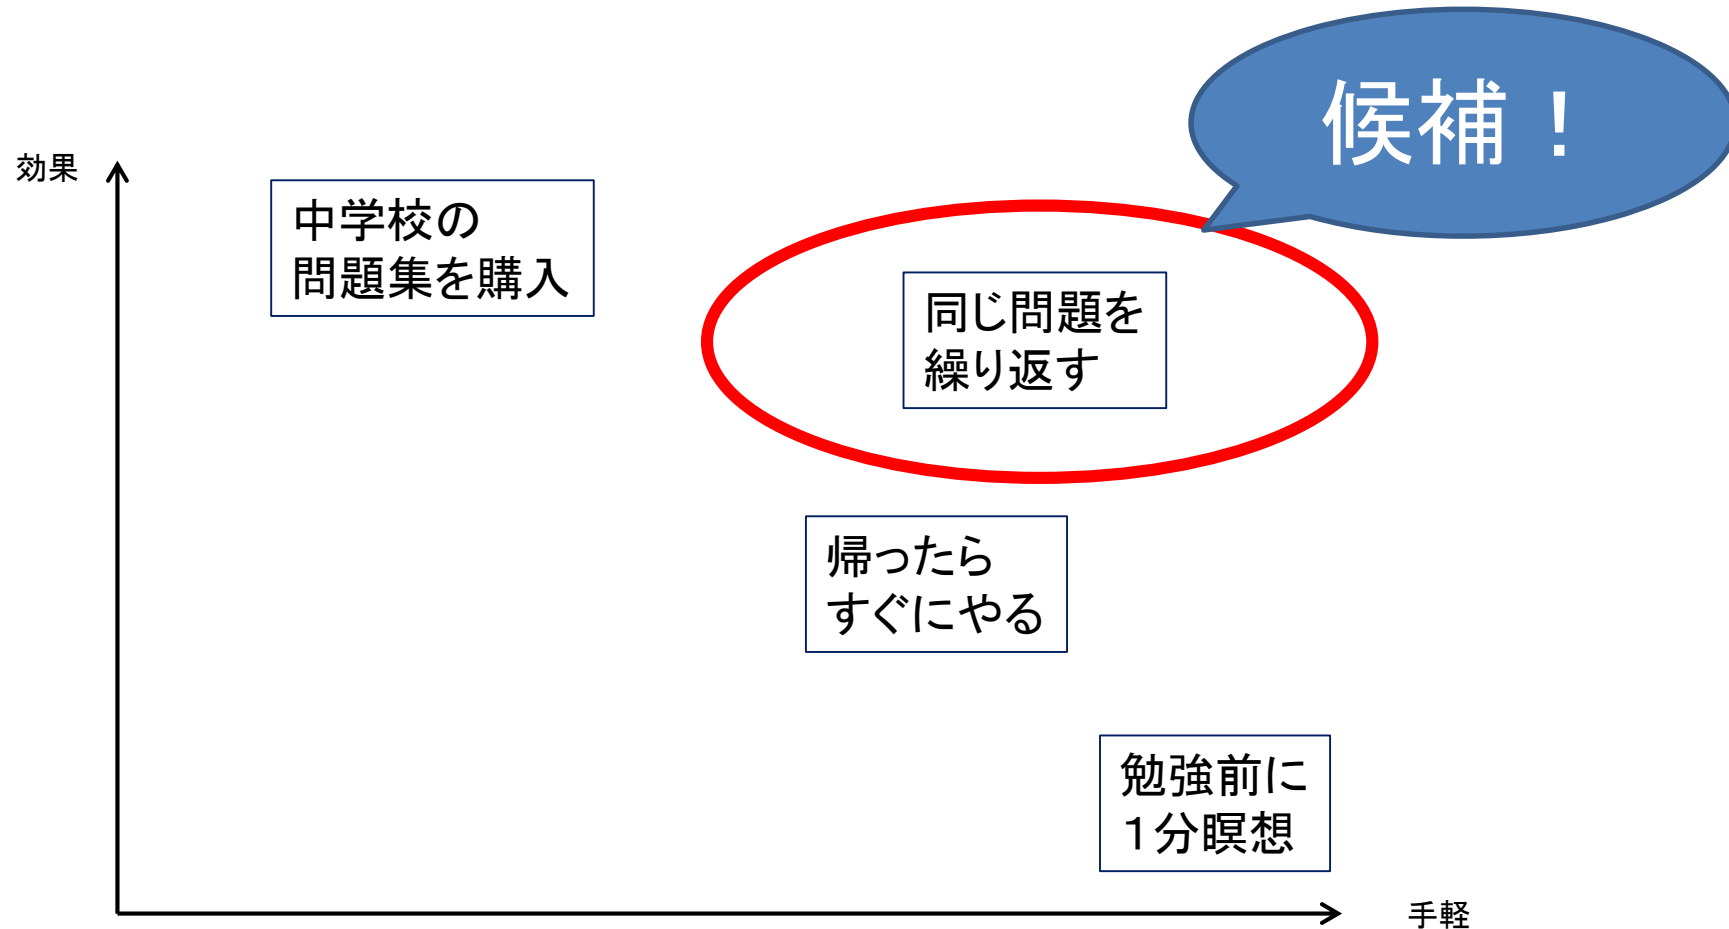 候補！
効果
中学校の
問題集を購入
同じ問題を
繰り返す
帰ったら
すぐにやる
勉強前に
１分瞑想
手軽